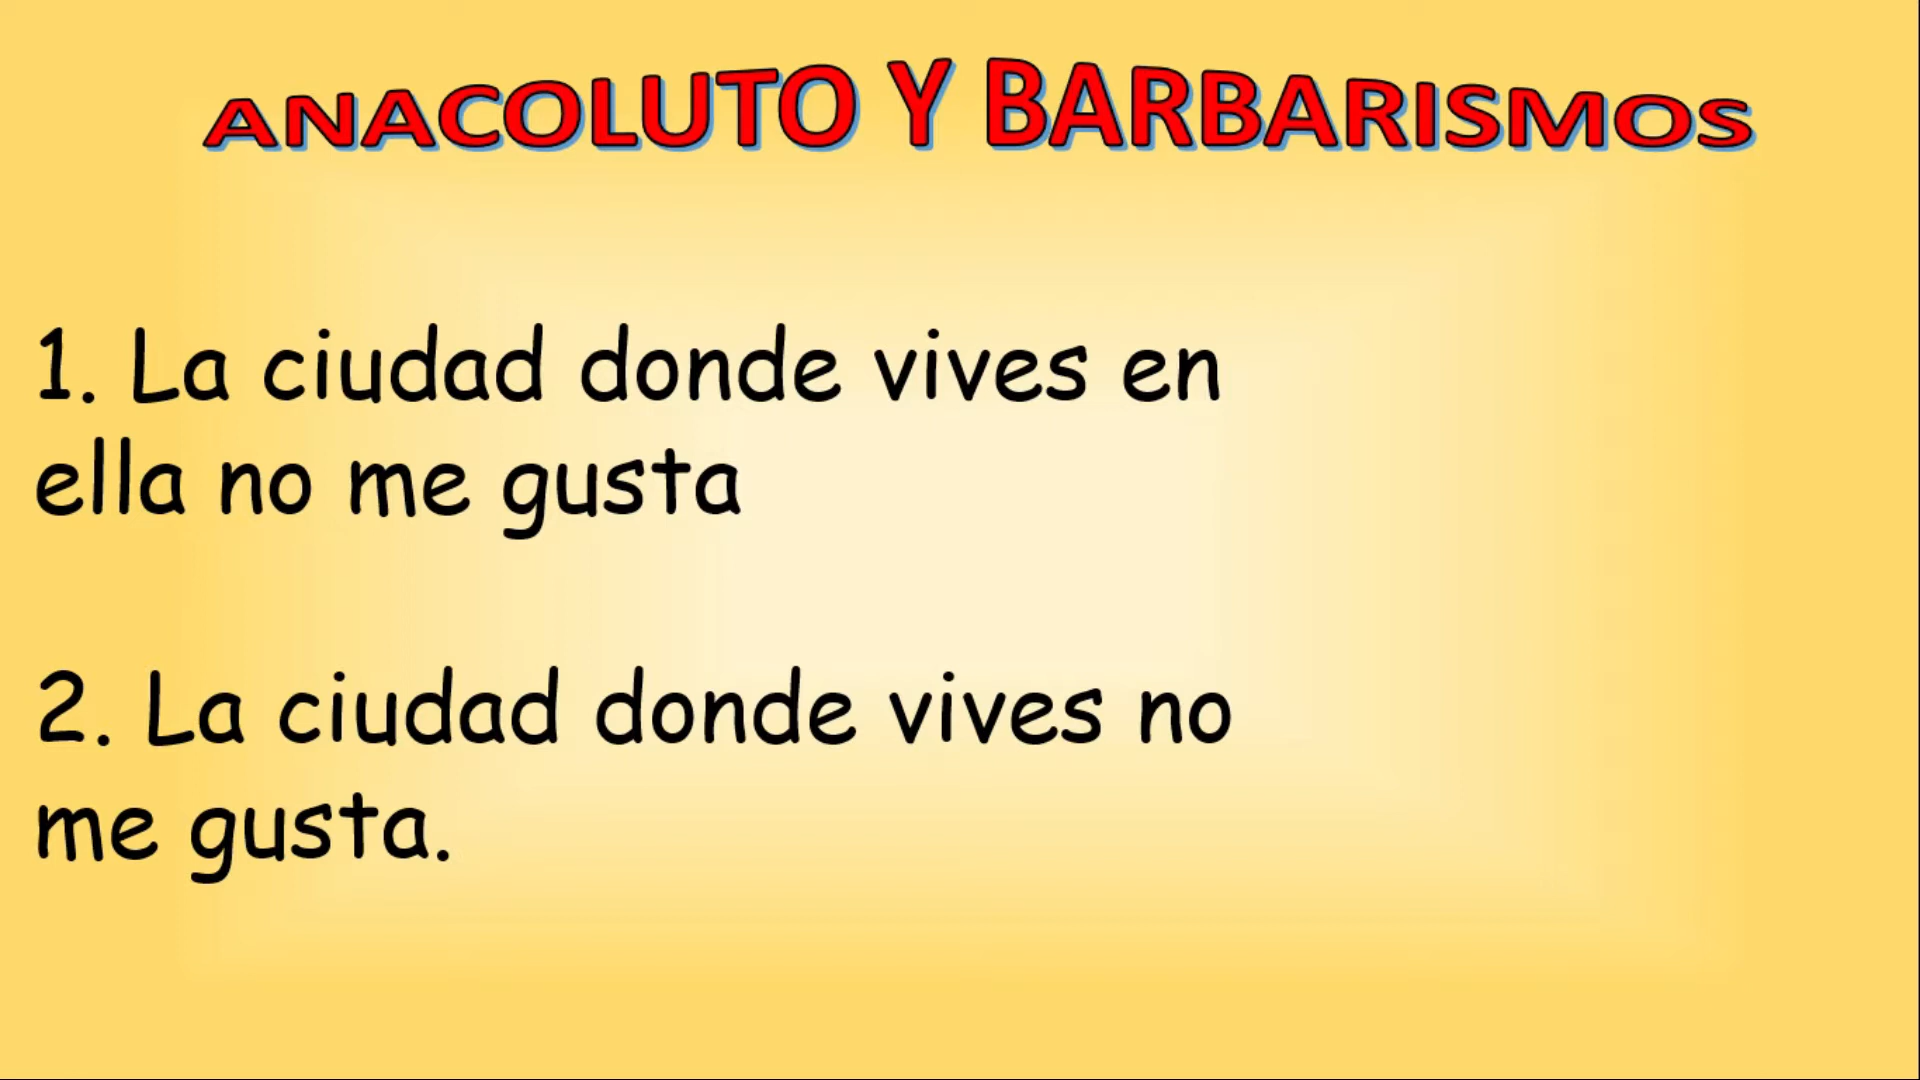 ANACOLUTO Y BARBARISMOS
1. La ciudad donde vives en
ella no me gusta
2. La ciudad donde vives no
me gusta.